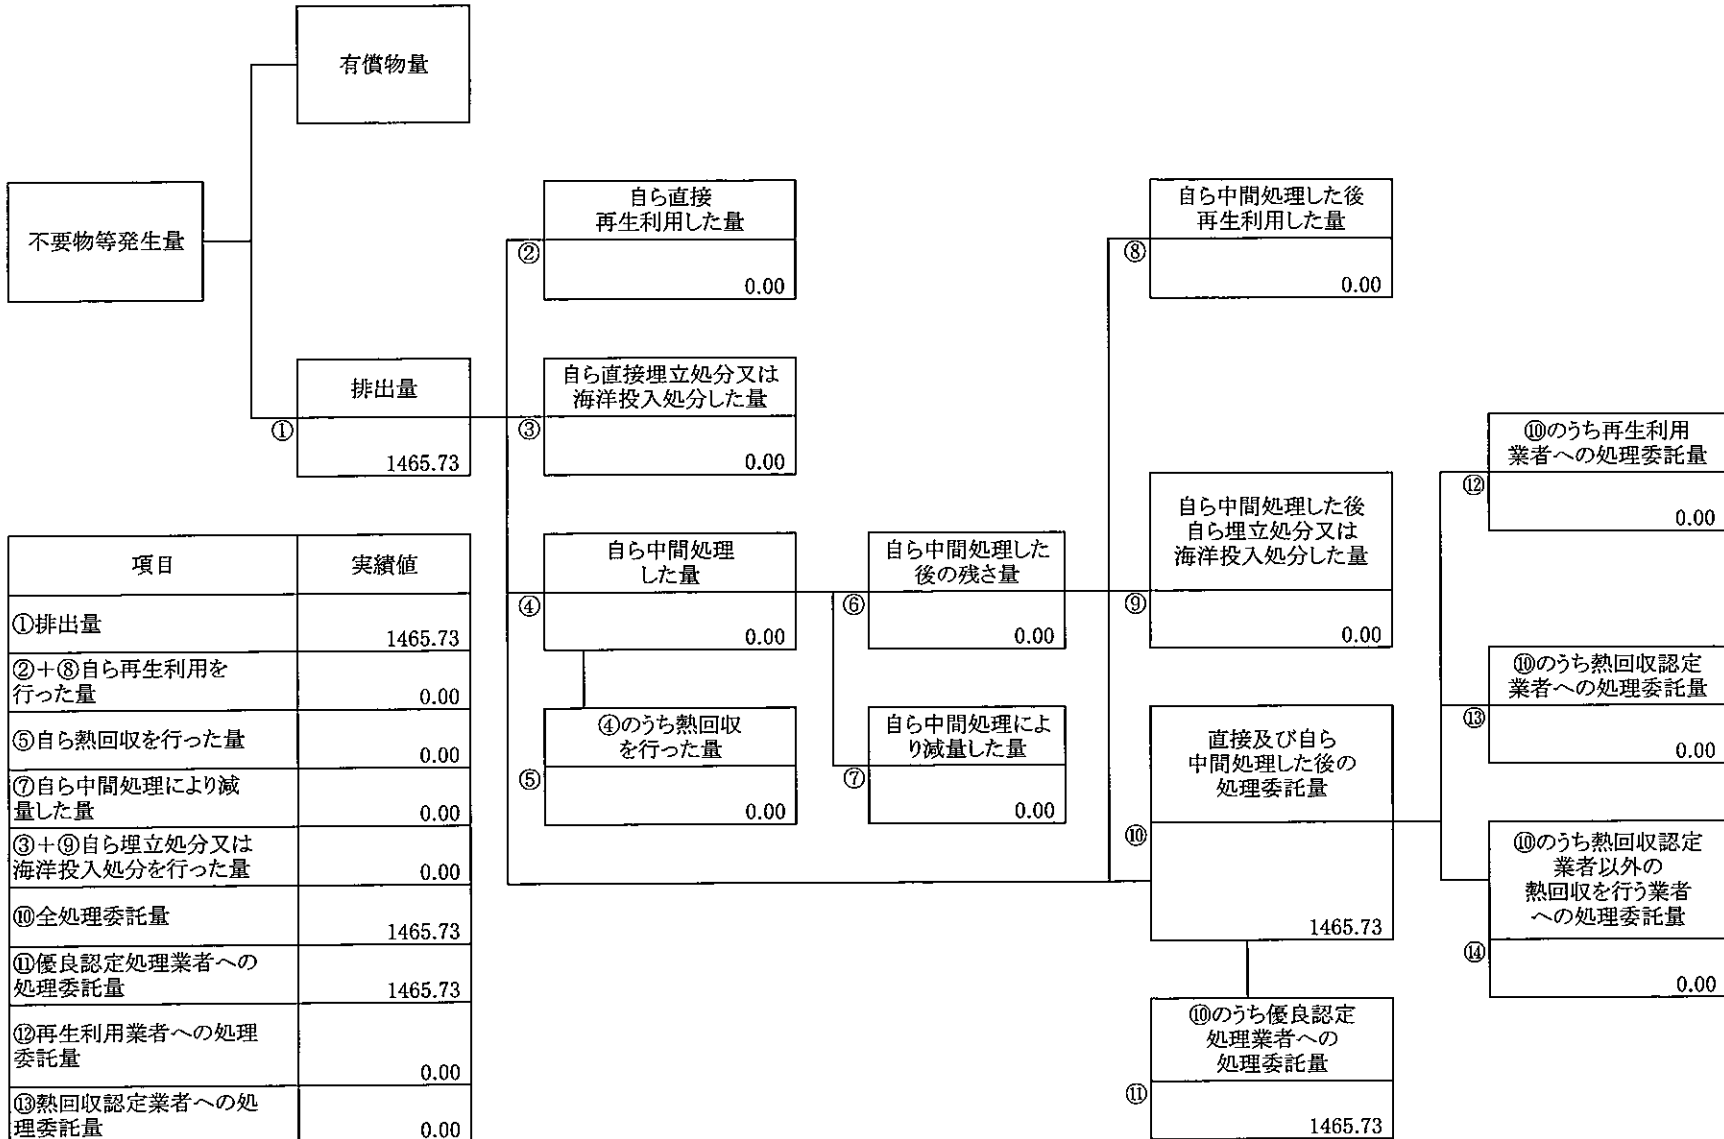 有償物量
不要物等発生量
自ら直接
再生利用した量
②
0.00
自ら中間処理した後
再生利用した量
⑧
0.00
排出量
①
1465.73
自ら直接埋立処分又は
海洋投入処分した量
③
0.00
⑩のうち再生利用
業者への処理委託量
⑫
0.00
自ら中間処理した後
自ら埋立処分又は
海洋投入処分した量
⑨
0.00
自ら中間処理
した量
④
0.00
自ら中間処理した
後の残さ量
⑥
0.00
⑩のうち熱回収認定
業者への処理委託量
⑬
0.00
④のうち熱回収
を行った量
⑤
0.00
自ら中間処理によ
り減量した量
⑦
0.00
直接及び自ら
中間処理した後の
処理委託量
⑩
1465.73
⑩のうち熱回収認定
業者以外の
熱回収を行う業者
への処理委託量
⑭
0.00
⑩のうち優良認定
処理業者への
処理委託量
⑪
1465.73
項目 実績値
①排出量 1465.73
②+⑧自ら再生利用を
行った量 0.00
⑤自ら熱回収を行った量 0.00
⑦自ら中間処理により減
量した量 0.00
③+⑨自ら埋立処分又は
海洋投入処分を行った量 0.00
⑩全処理委託量 1465.73
⑪優良認定処理業者への
処理委託量 1465.73
⑫再生利用業者への処理
委託量 0.00
⑬熱回収認定業者への処
理委託量 0.00